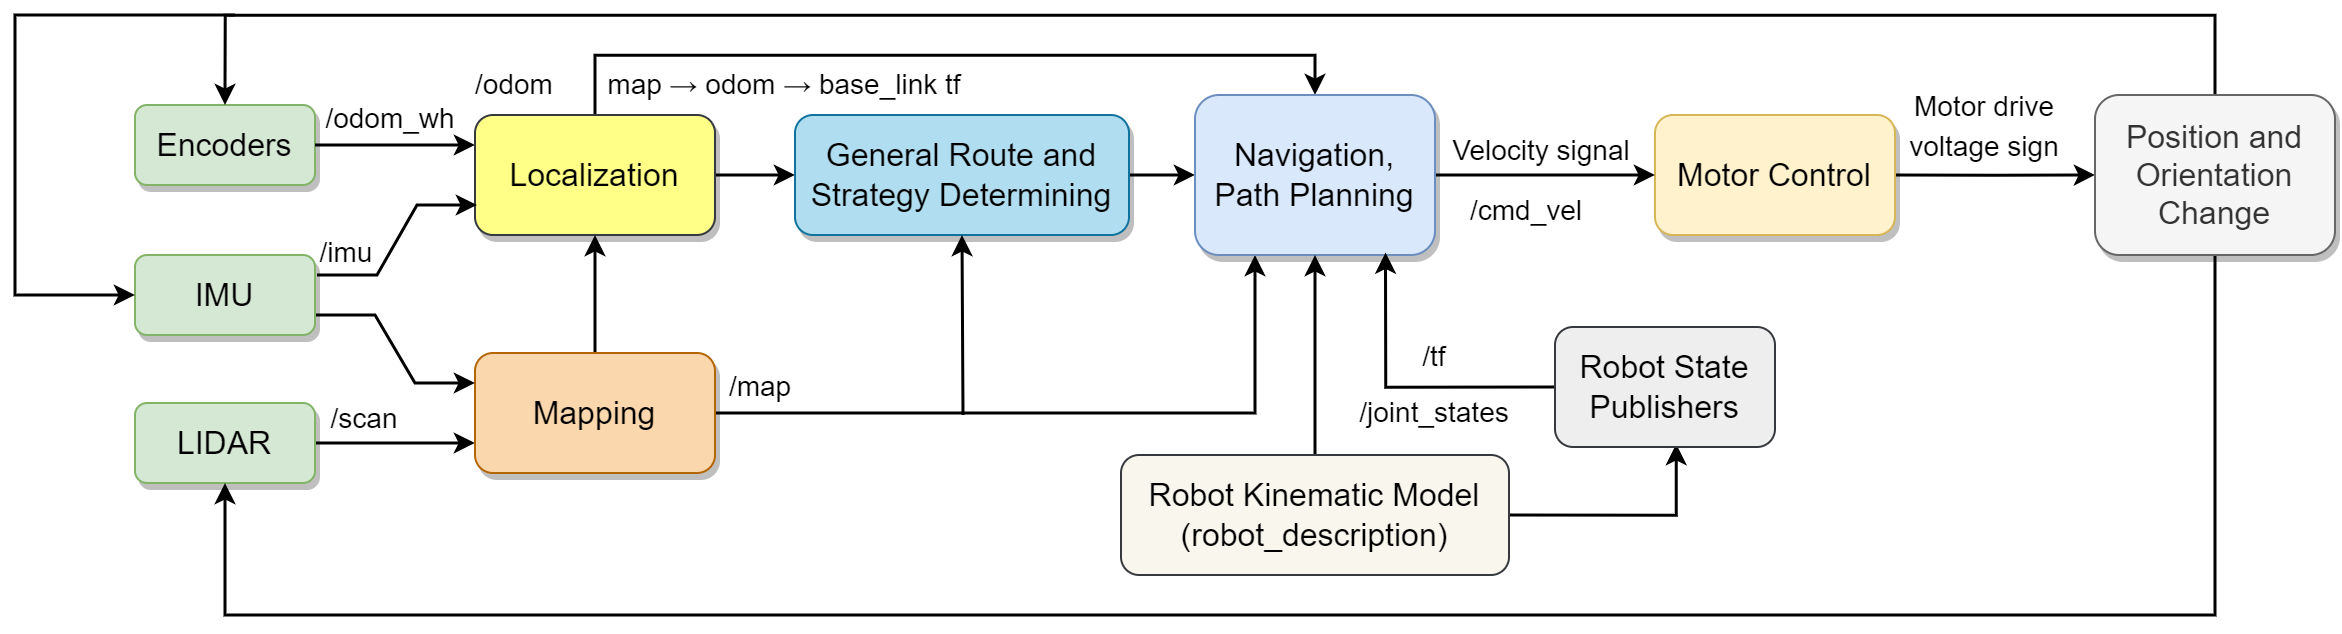 /odom
map → odom → base_link tf
/odom_wh
Encoders
Localization
General Route and
Strategy Determining
Navigation,
Path Planning
Velocity signal
/cmd_vel
Motor Control
Motor drive
voltage sign
Position and
Orientation
Change
/imu
IMU
/map
Mapping
/scan
LIDAR
/tf
/joint_states
Robot State
Publishers
Robot Kinematic Model
(robot_description)